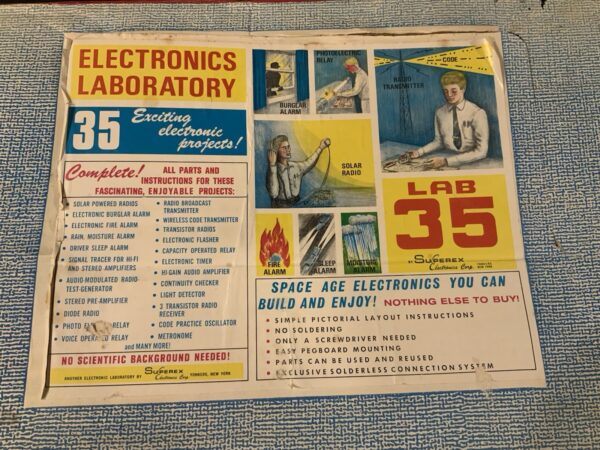 ELECTRONICS
LABORATORY
35 Exciting
electronic
projects!
Complete! ALL PARTS AND
INSTRUCTIONS FOR THESE
FASCINATING, ENJOYABLE PROJECTS:
• SOLAR POWERED RADIOS
• ELECTRONIC BURGLAR ALARM
• ELECTRONIC FIRE ALARM
• RAIN, MOISTURE ALARM
• DRIVER SLEEP ALARM
• SIGNAL TRACER FOR HI-FI
AND STEREO AMPLIFIERS
• AUDIO-MODULATED RADIO-
TEST-GENERATOR
• STEREO PRE-AMPLIFIER
• DIODE RADIO
• PHOTO RELAY
• VOICE OPERATED RELAY
• RADIO BROADCAST
TRANSMITTER
• WIRELESS CODE TRANSMITTER
• TRANSISTOR RADIOS
• ELECTRONIC FLASHER
• CAPACITY OPERATED RELAY
• ELECTRONIC TIMER
• HI-GAIN AUDIO AMPLIFIER
• CONTINUITY CHECKER
• LIGHT DETECTOR
• 3 TRANSISTOR RADIO
RECEIVER
• CODE PRACTICE OSCILLATOR
• METRONOME
and MANY MORE!
NO SCIENTIFIC BACKGROUND NEEDED!
ANOTHER ELECTRONIC LABORATORY BY SUPEREX Electronics Corp. YONKERS, NEW YORK
BURGLAR
ALARM
PHOTOELECTRIC
RELAY
SOLAR
RADIO
FIRE
ALARM
SLEEP
ALARM
MOISTURE
ALARM
CODE
RADIO
TRANSMITTER
LAB
35
BY SUPEREX
Electronics Corp. YONKERS
NEW YORK
SPACE AGE ELECTRONICS YOU CAN
BUILD AND ENJOY! NOTHING ELSE TO BUY!
• SIMPLE PICTORIAL LAYOUT INSTRUCTIONS
• NO SOLDERING
• ONLY A SCREWDRIVER NEEDED
• EASY PEGBOARD MOUNTING
• PARTS CAN BE USED AND REUSED
• EXCLUSIVE SOLDERLESS CONNECTION SYSTEM